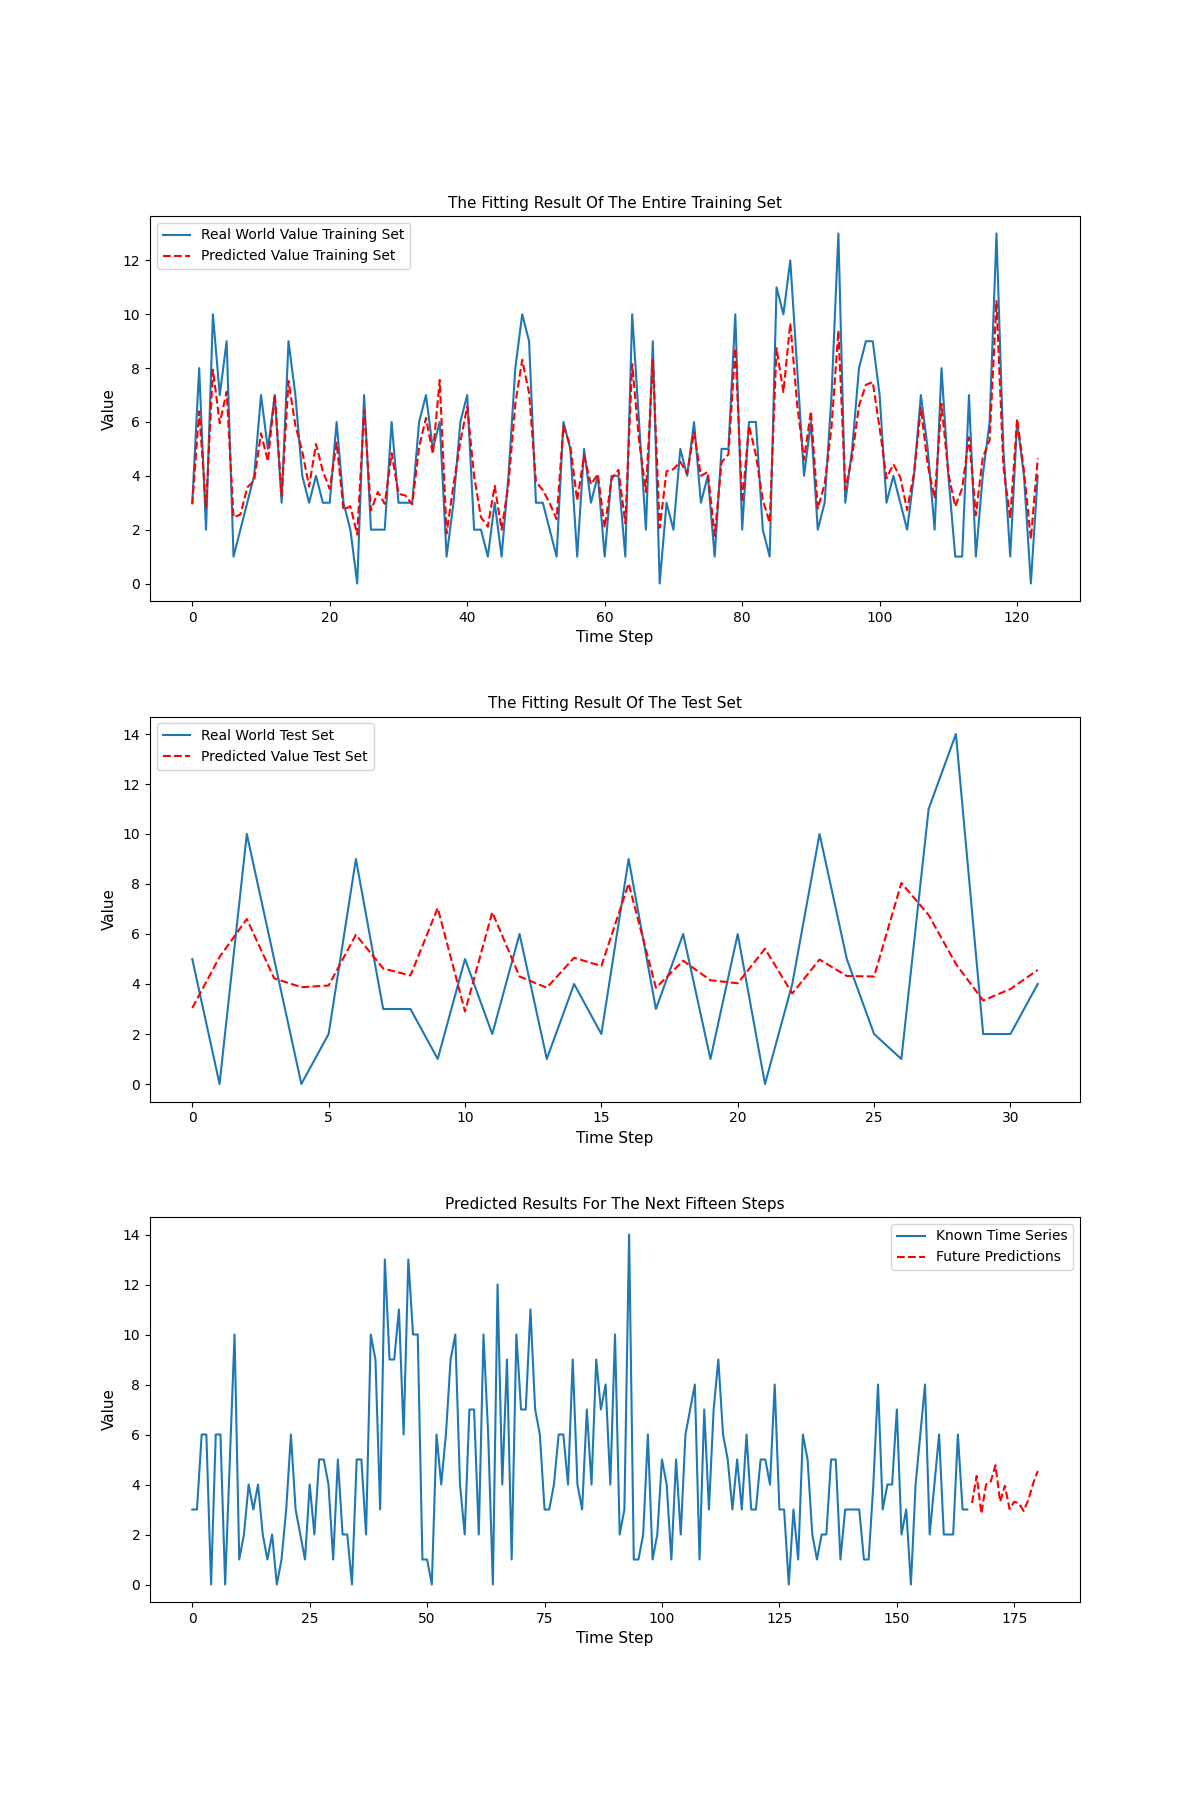 The Fitting Result Of The Entire Training Set
Real World Value Training Set
Predicted Value Training Set
Value
12
10
8
6
4
2
0
0 20 40 60 80 100 120
Time Step
The Fitting Result Of The Test Set
Real World Test Set
Predicted Value Test Set
Value
14
12
10
8
6
4
2
0
0 5 10 15 20 25 30
Time Step
Predicted Results For The Next Fifteen Steps
Known Time Series
Future Predictions
Value
14
12
10
8
6
4
2
0
0 25 50 75 100 125 150 175
Time Step